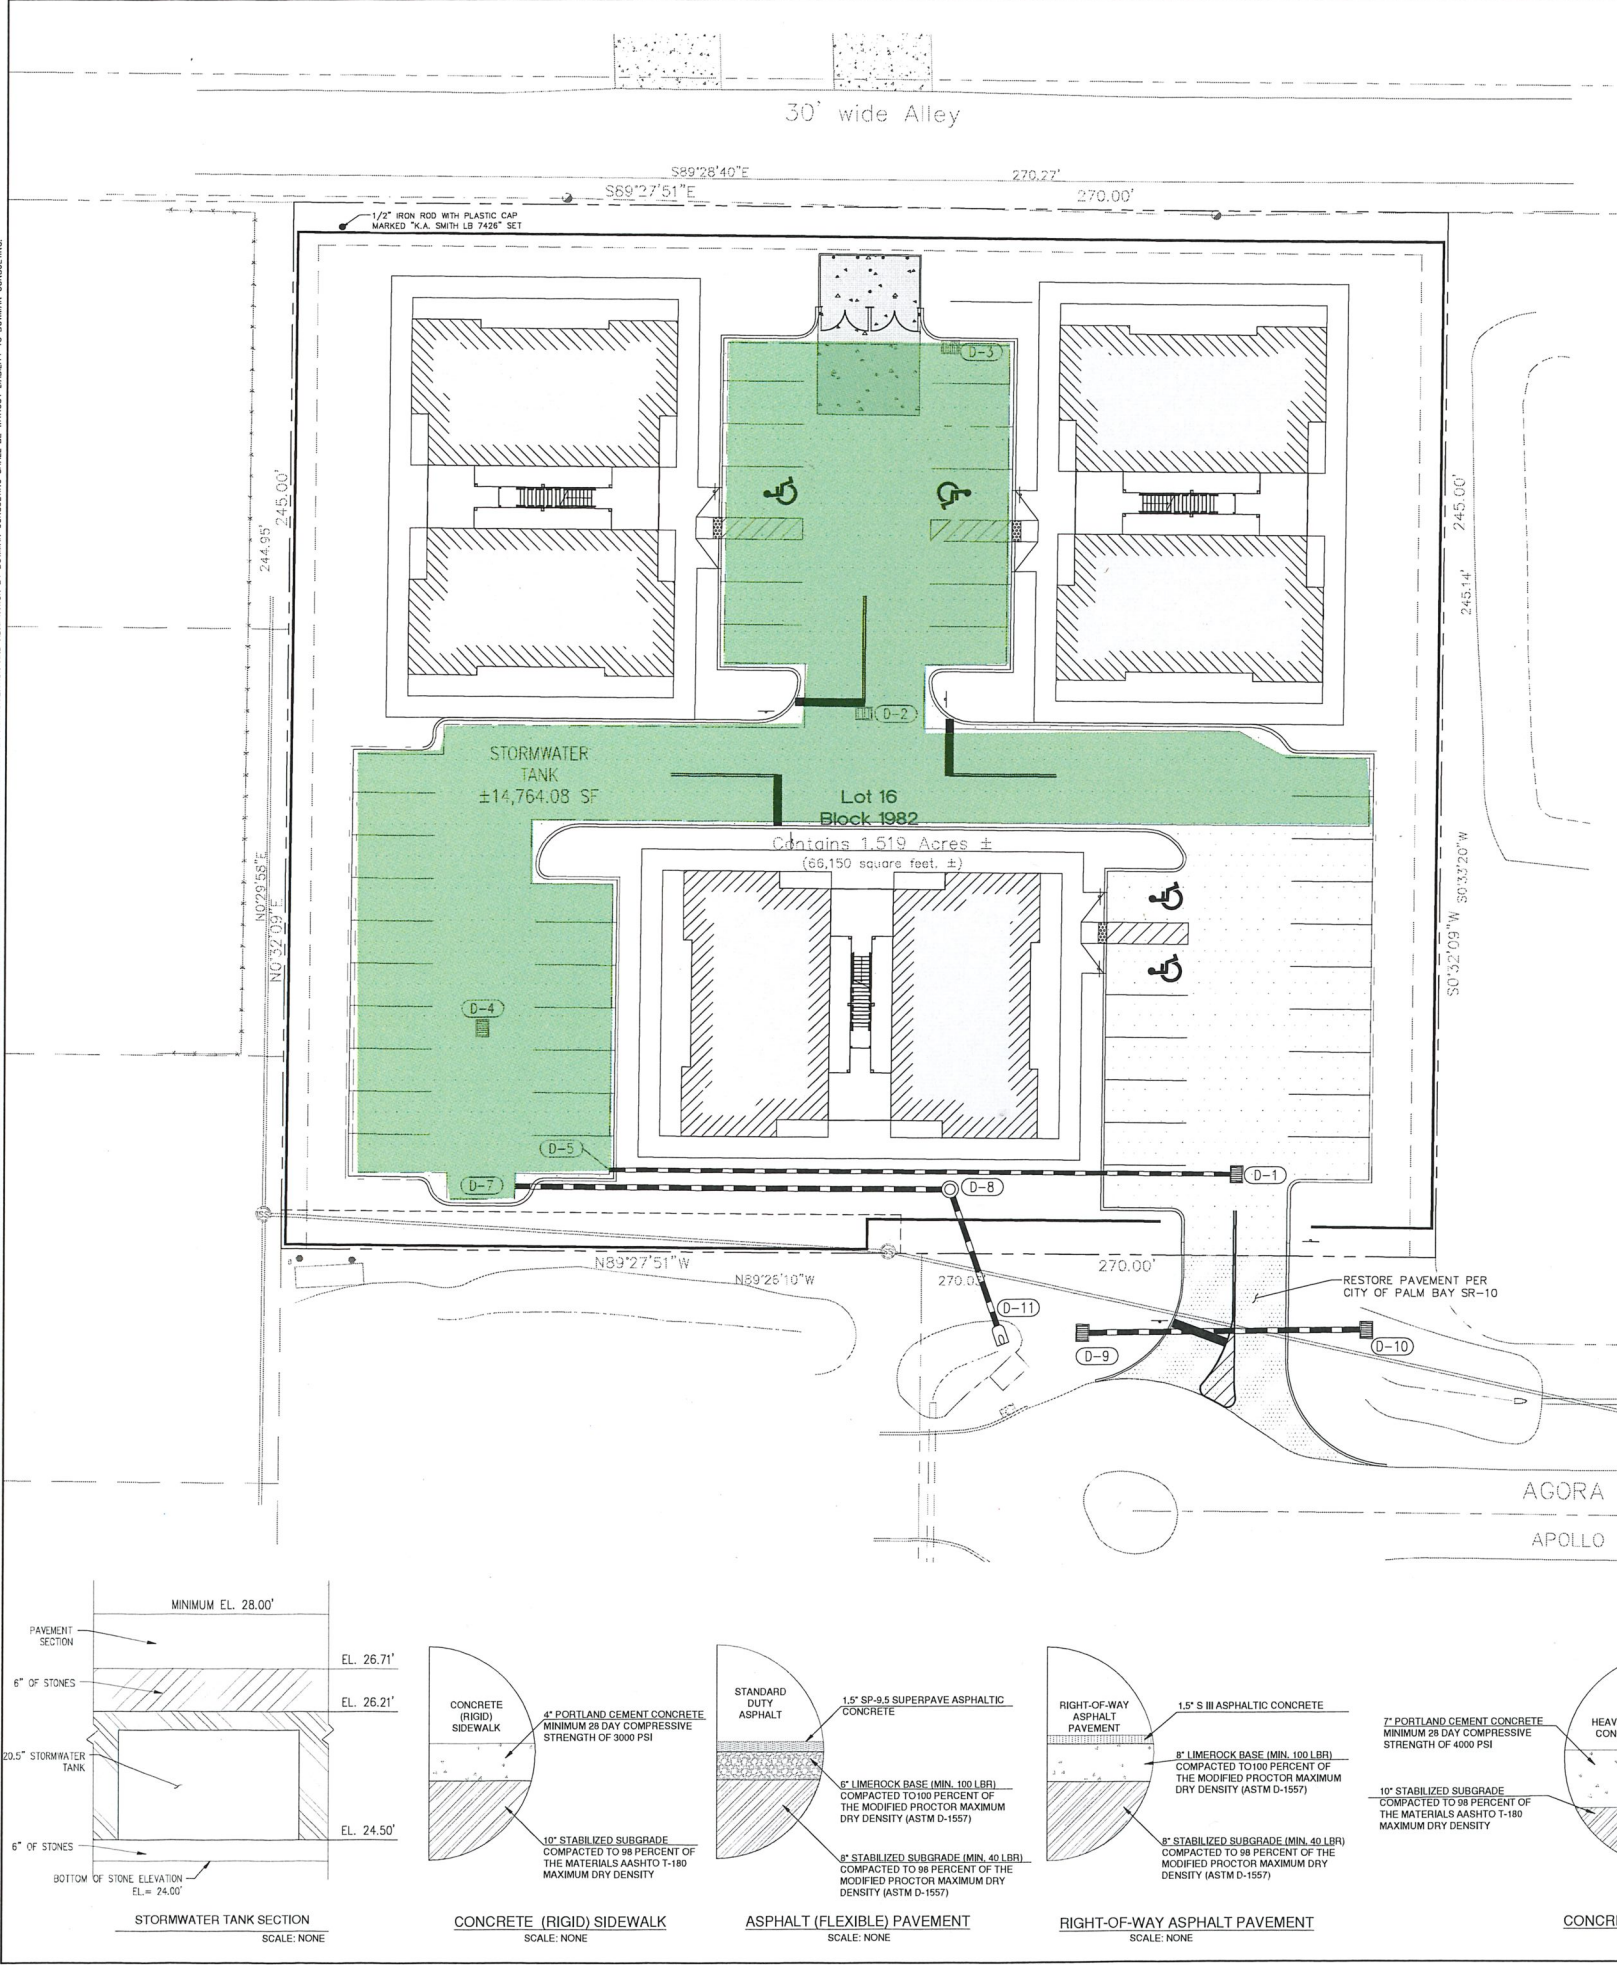 30' wide Alley
S89°28'40"E
270.27'
S89°27'51"E
270.00'
1/2" IRON ROD WITH PLASTIC CAP
MARKED "K.A. SMITH LB 7426" SET
D-3
245.00'
244.95'
245.00'
245.14'
D-2
STORMWATER
TANK
±14,764.08 SF
Lot 16
Block 1982
Contains 1.519 Acres ±
(66,150 square feet, ±)
N0°29'58"E
N0°32'09"E
S0°33'20"W
S0°32'09"W
D-4
D-5
D-1
D-7
D-8
N89°27'51"W
N89°26'10"W
270.0
270.00'
RESTORE PAVEMENT PER
CITY OF PALM BAY SR-10
D-11
D-9
D-10
AGORA
APOLLO
MINIMUM EL. 28.00'
PAVEMENT
SECTION
EL. 26.71'
6" OF STONES
EL. 26.21'
20.5" STORMWATER
TANK
EL. 24.50'
6" OF STONES
BOTTOM OF STONE ELEVATION
EL.= 24.00'
STORMWATER TANK SECTION
SCALE: NONE
CONCRETE
(RIGID)
SIDEWALK
4" PORTLAND CEMENT CONCRETE
MINIMUM 28 DAY COMPRESSIVE
STRENGTH OF 3000 PSI
10" STABILIZED SUBGRADE
COMPACTED TO 98 PERCENT OF
THE MATERIALS AASHTO T-180
MAXIMUM DRY DENSITY
CONCRETE (RIGID) SIDEWALK
SCALE: NONE
STANDARD
DUTY
ASPHALT
1.5" SP-9.5 SUPERPAVE ASPHALTIC
CONCRETE
6" LIMEROCK BASE (MIN. 100 LBR)
COMPACTED TO100 PERCENT OF
THE MODIFIED PROCTOR MAXIMUM
DRY DENSITY (ASTM D-1557)
8" STABILIZED SUBGRADE (MIN. 40 LBR)
COMPACTED TO 98 PERCENT OF THE
MODIFIED PROCTOR MAXIMUM DRY
DENSITY (ASTM D-1557)
ASPHALT (FLEXIBLE) PAVEMENT
SCALE: NONE
RIGHT-OF-WAY
ASPHALT
PAVEMENT
1.5" S III ASPHALTIC CONCRETE
8" LIMEROCK BASE (MIN. 100 LBR)
COMPACTED TO100 PERCENT OF
THE MODIFIED PROCTOR MAXIMUM
DRY DENSITY (ASTM D-1557)
8" STABILIZED SUBGRADE (MIN. 40 LBR)
COMPACTED TO 98 PERCENT OF THE
MODIFIED PROCTOR MAXIMUM DRY
DENSITY (ASTM D-1557)
RIGHT-OF-WAY ASPHALT PAVEMENT
SCALE: NONE
7" PORTLAND CEMENT CONCRETE
MINIMUM 28 DAY COMPRESSIVE
STRENGTH OF 4000 PSI
10" STABILIZED SUBGRADE
COMPACTED TO 98 PERCENT OF
THE MATERIALS AASHTO T-180
MAXIMUM DRY DENSITY
HEAV
CON
CONCR